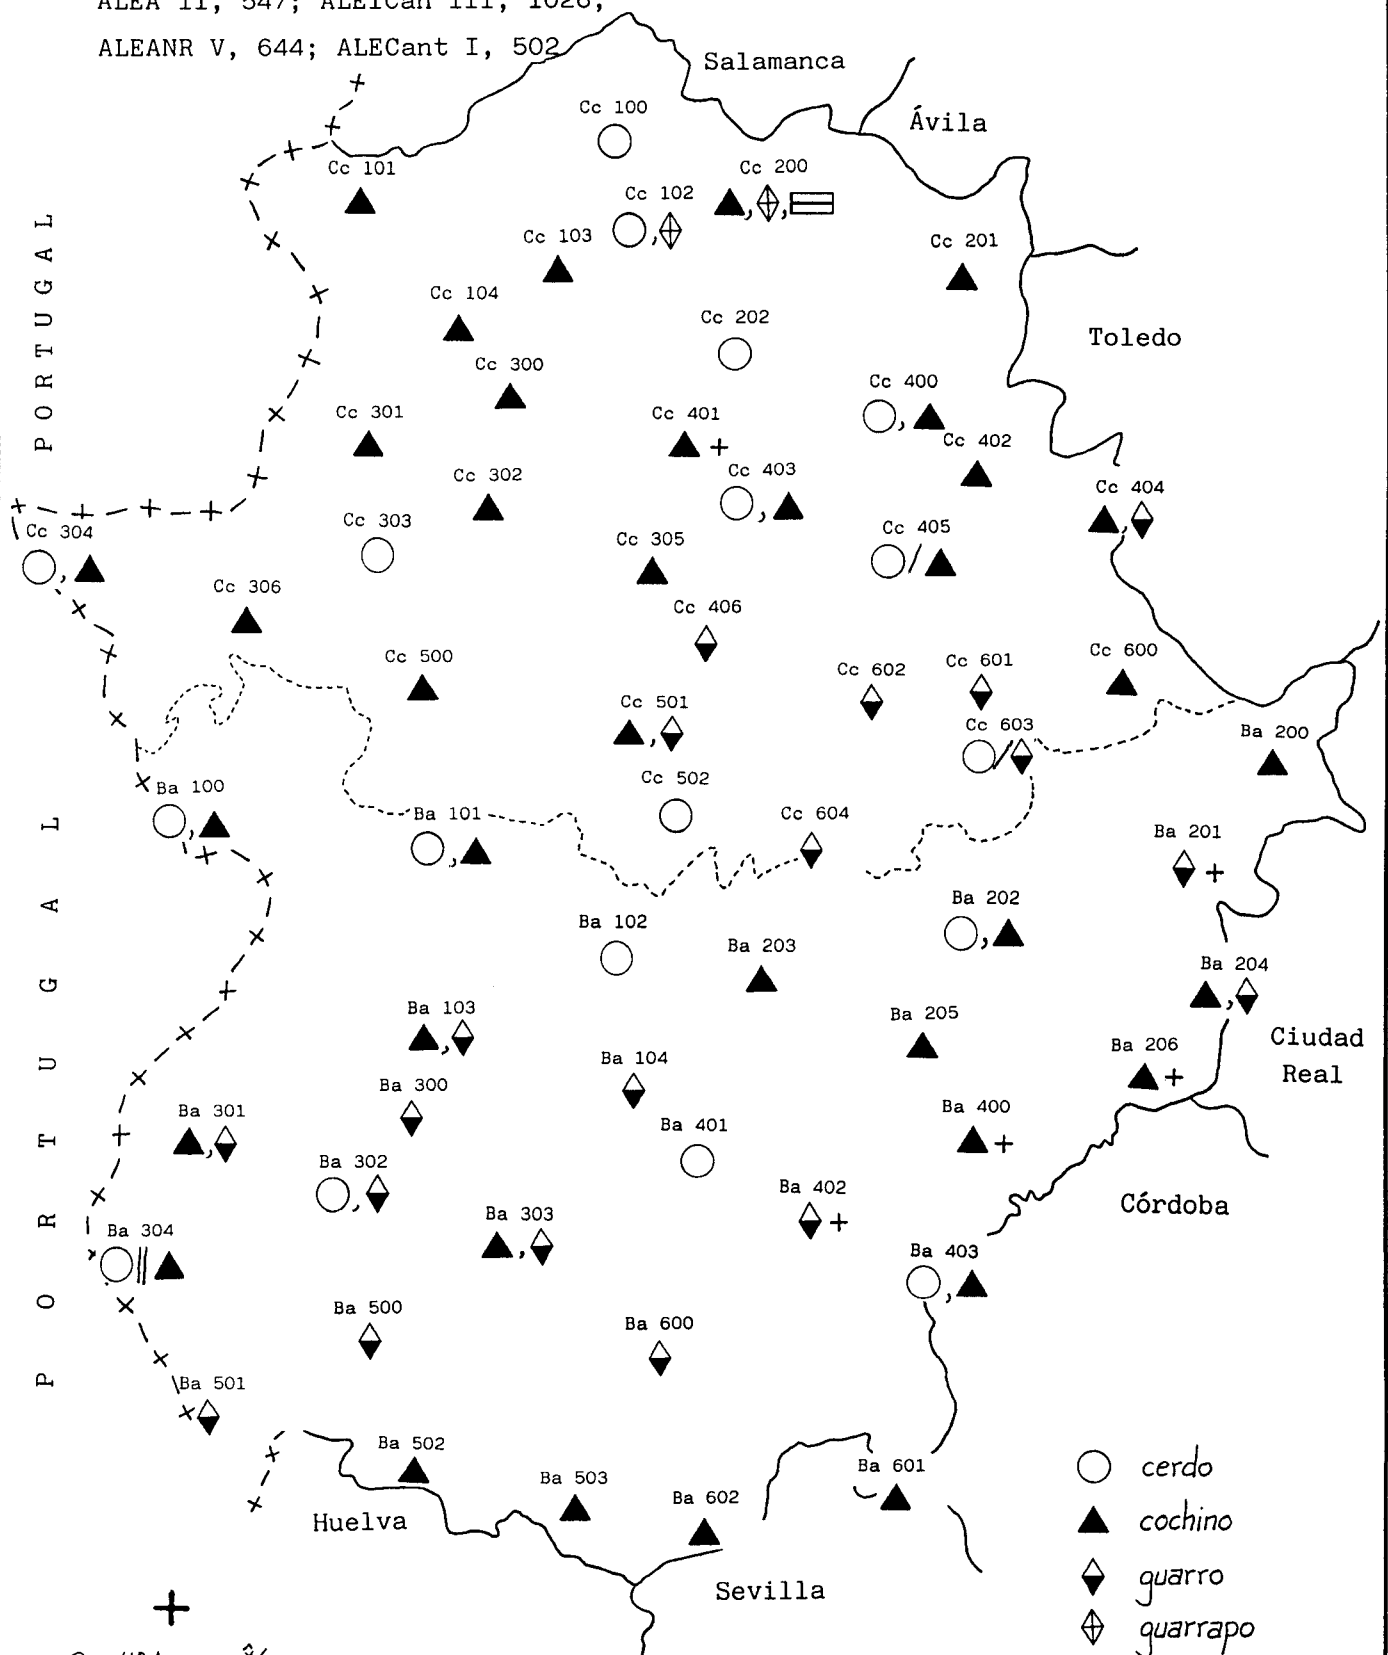 ALEA II, 547; ALEICan III, 1028;
ALEANR V, 644; ALECant I, 502
Salamanca
Ávila
Cc 100
Cc 101
Cc 200
Cc 102
Cc 103
Cc 201
PORTUGAL
Cc 104
Cc 202
Toledo
Cc 300
Cc 400
Cc 301
Cc 401
Cc 402
Cc 302
Cc 403
Cc 404
Cc 303
Cc 304
Cc 405
Cc 305
Cc 306
Cc 406
Cc 500
Cc 602
Cc 601
Cc 600
Cc 501
Cc 603
Ba 200
Ba 100
Cc 502
Ba 101
Cc 604
Ba 201
PORTUGAL
Ba 102
Ba 202
Ba 203
Ba 204
Ba 103
Ba 205
Ciudad
Real
Ba 104
Ba 206
Ba 300
Ba 301
Ba 401
Ba 400
Ba 302
Ba 402
Córdoba
Ba 303
Ba 304
Ba 403
Ba 500
Ba 600
Ba 501
Ba 502
Ba 503
Ba 601
Ba 602
Huelva
Sevilla
cerdo
cochino
guarro
guarrapo